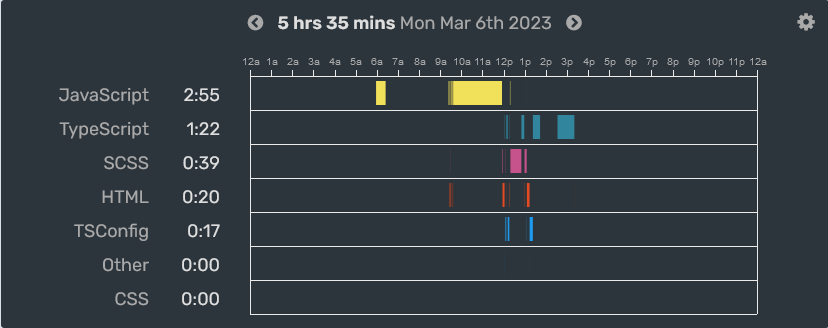 5 hrs 35 mins Mon Mar 6th 2023
12a 1a 2a 3a 4a 5a 6a 7a 8a 9a 10a 11a 12p 1p 2p 3p 4p 5p 6p 7p 8p 9p 10p 11p 12a
JavaScript 2:55
TypeScript 1:22
SCSS 0:39
HTML 0:20
TSConfig 0:17
Other 0:00
CSS 0:00